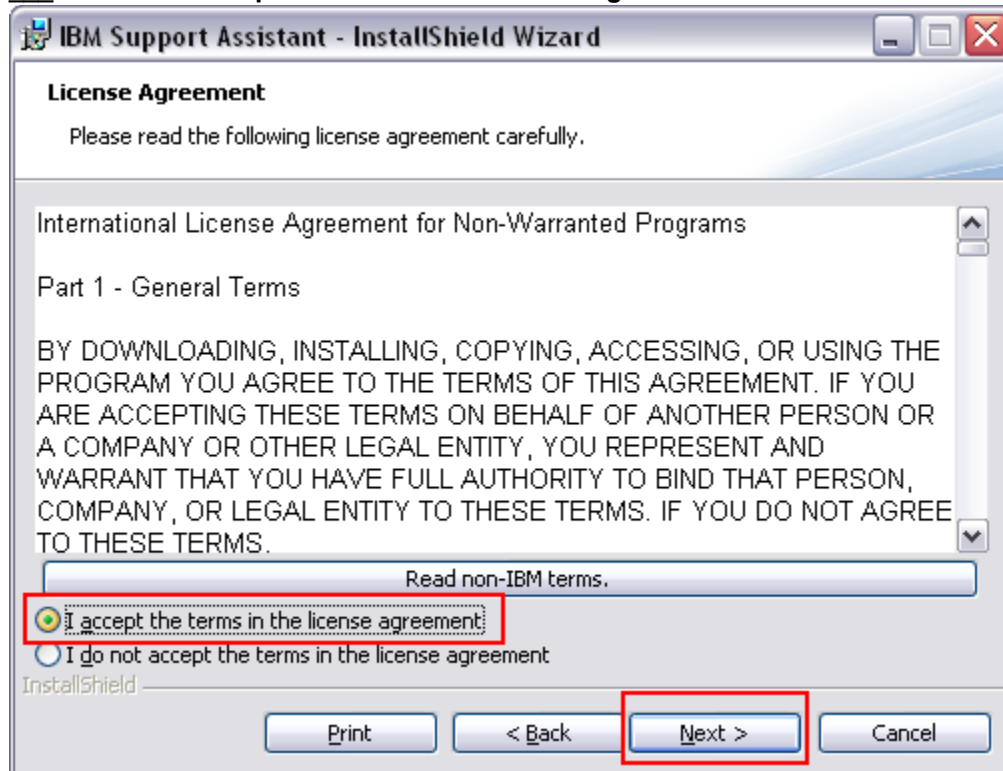 IBM Support Assistant - InstallShield Wizard
License Agreement
Please read the following license agreement carefully.
International License Agreement for Non-Warranted Programs
Part 1 - General Terms
BY DOWNLOADING, INSTALLING, COPYING, ACCESSING, OR USING THE
PROGRAM YOU AGREE TO THE TERMS OF THIS AGREEMENT. IF YOU
ARE ACCEPTING THESE TERMS ON BEHALF OF ANOTHER PERSON OR
A COMPANY OR OTHER LEGAL ENTITY, YOU REPRESENT AND
WARRANT THAT YOU HAVE FULL AUTHORITY TO BIND THAT PERSON,
COMPANY, OR LEGAL ENTITY TO THESE TERMS. IF YOU DO NOT AGREE
TO THESE TERMS.
Read non-IBM terms.
I accept the terms in the license agreement
I do not accept the terms in the license agreement
InstallShield
Print < Back Next > Cancel